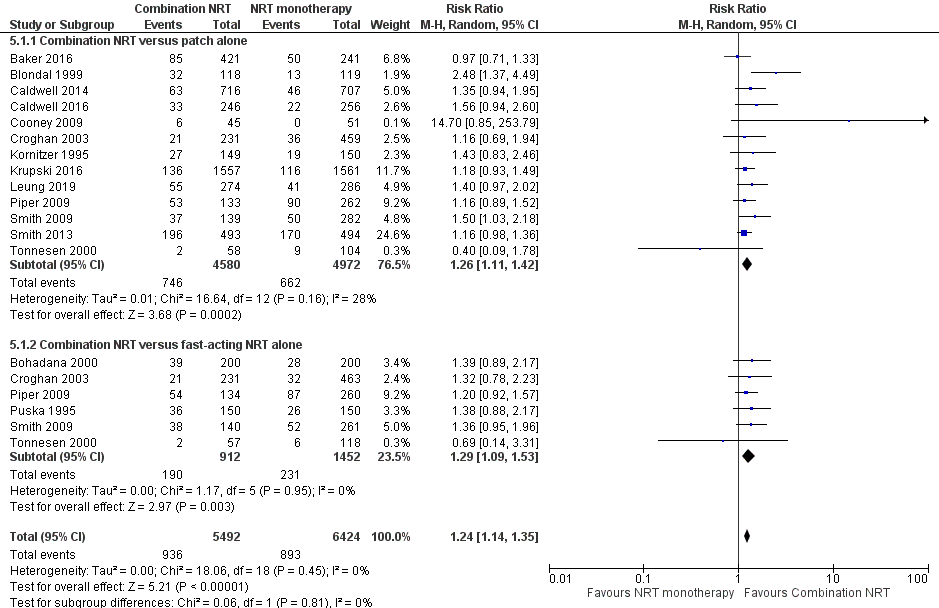 Combination NRT NRT monotherapy Risk Ratio Risk Ratio
Study or Subgroup Events Total Events Total Weight M-H, Random, 95% CI M-H, Random, 95% CI
5.1.1 Combination NRT versus patch alone
Baker 2016 85 421 50 241 6.8% 0.97 [0.71, 1.33]
Blondal 1999 32 118 13 119 1.9% 2.48 [1.37, 4.49]
Caldwell 2014 63 716 46 707 5.0% 1.35 [0.94, 1.95]
Caldwell 2016 33 246 22 256 2.6% 1.56 [0.94, 2.60]
Cooney 2009 6 45 0 51 0.1% 14.70 [0.85, 253.79]
Croghan 2003 21 231 36 459 2.5% 1.16 [0.69, 1.94]
Kornitzer 1995 27 149 19 150 2.3% 1.43 [0.83, 2.46]
Krupski 2016 136 1557 116 1561 11.7% 1.18 [0.93, 1.49]
Leung 2019 55 274 41 286 4.9% 1.40 [0.97, 2.02]
Piper 2009 53 133 90 262 9.2% 1.16 [0.89, 1.52]
Smith 2009 37 139 50 282 4.8% 1.50 [1.03, 2.18]
Smith 2013 196 493 170 494 24.6% 1.16 [0.98, 1.36]
Tonnesen 2000 2 58 9 104 0.3% 0.40 [0.09, 1.78]
Subtotal (95% CI) 4580 4972 76.5% 1.26 [1.11, 1.42]
Total events 746 662
Heterogeneity: Tau² = 0.01; Chi² = 16.64, df = 12 (P = 0.16); I² = 28%
Test for overall effect: Z = 3.68 (P = 0.0002)
5.1.2 Combination NRT versus fast-acting NRT alone
Bohadana 2000 39 200 28 200 3.4% 1.39 [0.89, 2.17]
Croghan 2003 21 231 32 463 2.4% 1.32 [0.78, 2.23]
Piper 2009 54 134 87 260 9.2% 1.20 [0.92, 1.57]
Puska 1995 36 150 26 150 3.3% 1.38 [0.88, 2.17]
Smith 2009 38 140 52 261 5.0% 1.36 [0.95, 1.96]
Tonnesen 2000 2 57 6 118 0.3% 0.69 [0.14, 3.31]
Subtotal (95% CI) 912 1452 23.5% 1.29 [1.09, 1.53]
Total events 190 231
Heterogeneity: Tau² = 0.00; Chi² = 1.17, df = 5 (P = 0.95); I² = 0%
Test for overall effect: Z = 2.97 (P = 0.003)
Total (95% CI) 5492 6424 100.0% 1.24 [1.14, 1.35]
Total events 936 893
Heterogeneity: Tau² = 0.00; Chi² = 18.06, df = 18 (P = 0.45); I² = 0%
Test for overall effect: Z = 5.21 (P < 0.00001)
Test for subgroup differences: Chi² = 0.06, df = 1 (P = 0.81), I² = 0%
0.01 0.1 1 10 100
Favours NRT monotherapy Favours Combination NRT